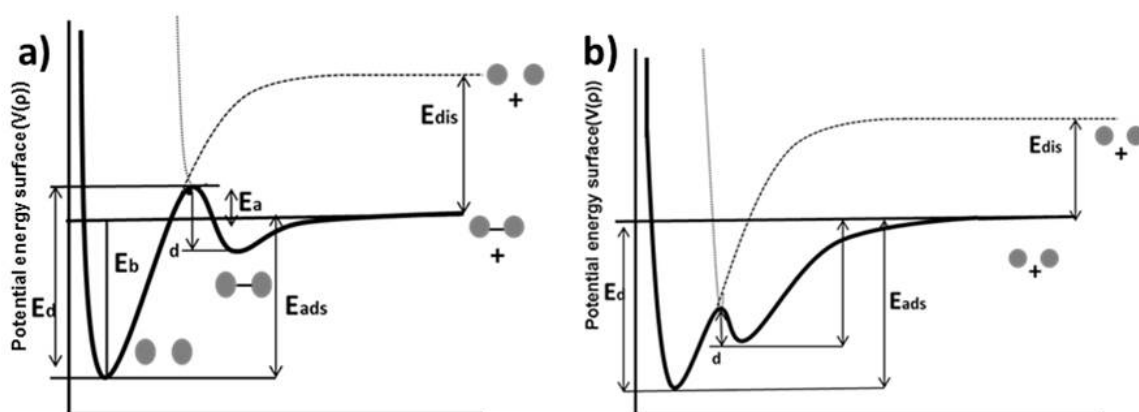 a)
Potential energy surface(V(ρ))
+
Edis
Ea
d
+
Eb
Ed
Eads
b)
Potential energy surface(V(ρ))
+
Edis
+
Ed
Eads
d